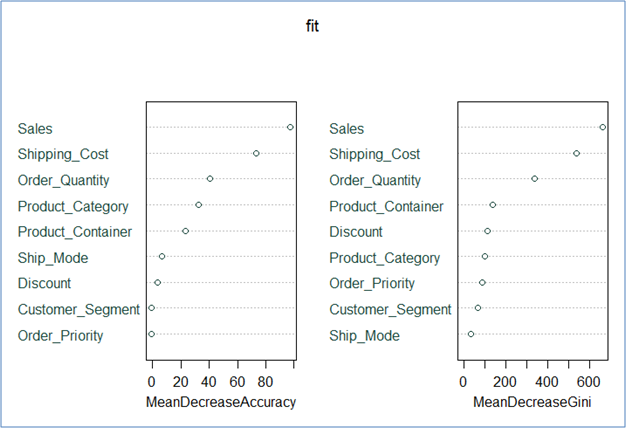 fit
Sales
Shipping_Cost
Order_Quantity
Product_Category
Product_Container
Ship_Mode
Discount
Customer_Segment
Order_Priority
0 20 40 60 80
MeanDecreaseAccuracy
Sales
Shipping_Cost
Order_Quantity
Product_Container
Discount
Product_Category
Order_Priority
Customer_Segment
Ship_Mode
0 200 400 600
MeanDecreaseGini